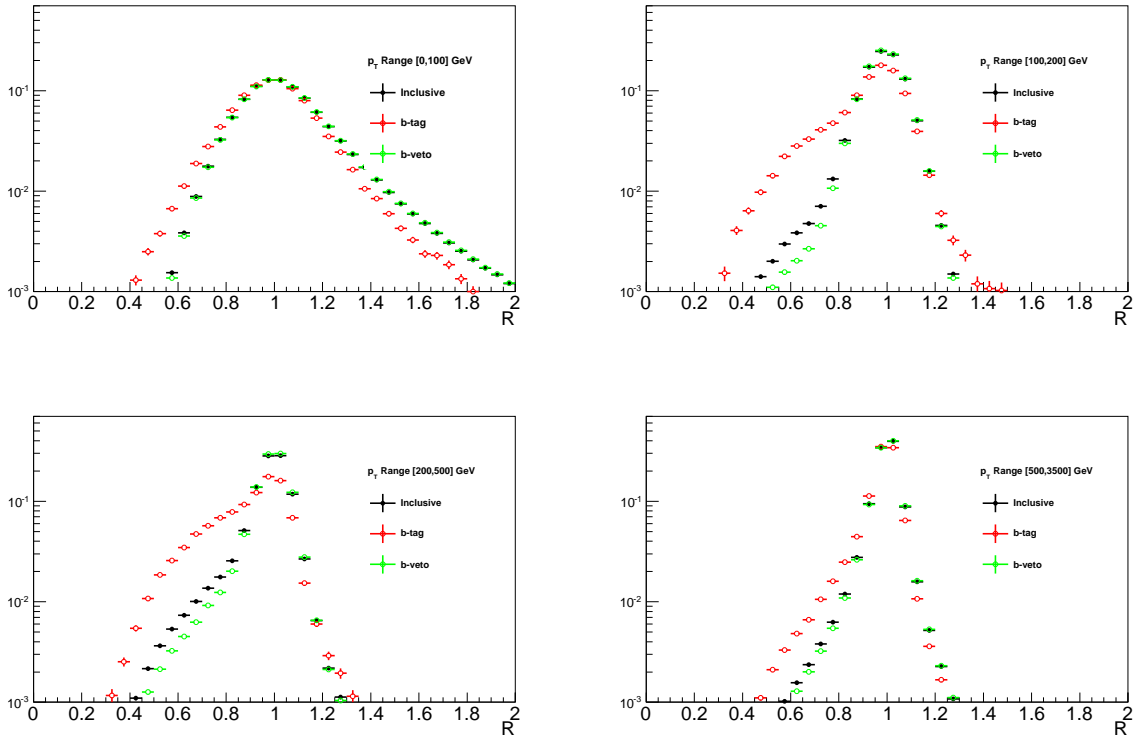 p_T Range [0,100] GeV
Inclusive
b-tag
b-veto
10^-1
10^-2
10^-3
0 0.2 0.4 0.6 0.8 1 1.2 1.4 1.6 1.8 2
R
p_T Range [100,200] GeV
Inclusive
b-tag
b-veto
10^-1
10^-2
10^-3
0 0.2 0.4 0.6 0.8 1 1.2 1.4 1.6 1.8 2
R
p_T Range [200,500] GeV
Inclusive
b-tag
b-veto
10^-1
10^-2
10^-3
0 0.2 0.4 0.6 0.8 1 1.2 1.4 1.6 1.8 2
R
p_T Range [500,3500] GeV
Inclusive
b-tag
b-veto
10^-1
10^-2
10^-3
0 0.2 0.4 0.6 0.8 1 1.2 1.4 1.6 1.8 2
R